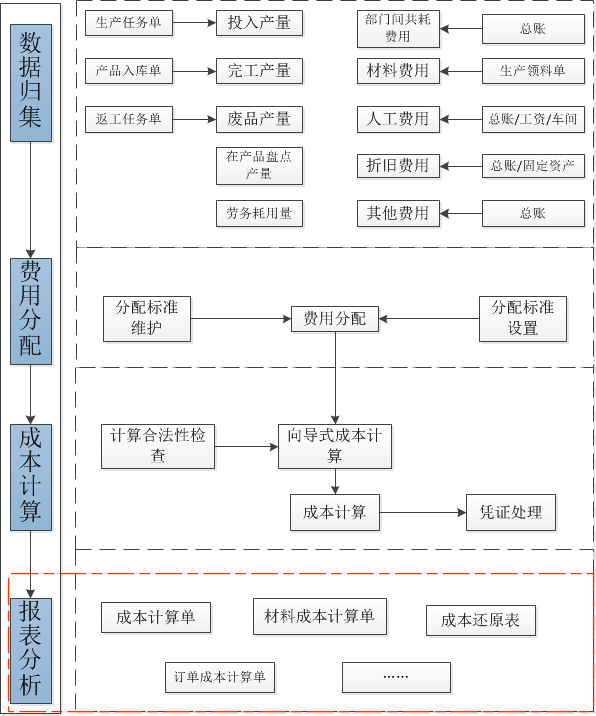 数据归集
生产任务单
投入产量
部门间共耗
费用
总账
产品入库单
完工产量
材料费用
生产领料单
返工任务单
废品产量
人工费用
总账/工资/车间
在产品盘点
产量
折旧费用
总账/固定资产
劳务耗用量
其他费用
总账
费用分配
分配标准
维护
费用分配
分配标准
设置
成本计算
计算合法性检
查
向导式成本计
算
成本计算
凭证处理
报表分析
成本计算单
材料成本计算单
成本还原表
订单成本计算单
……